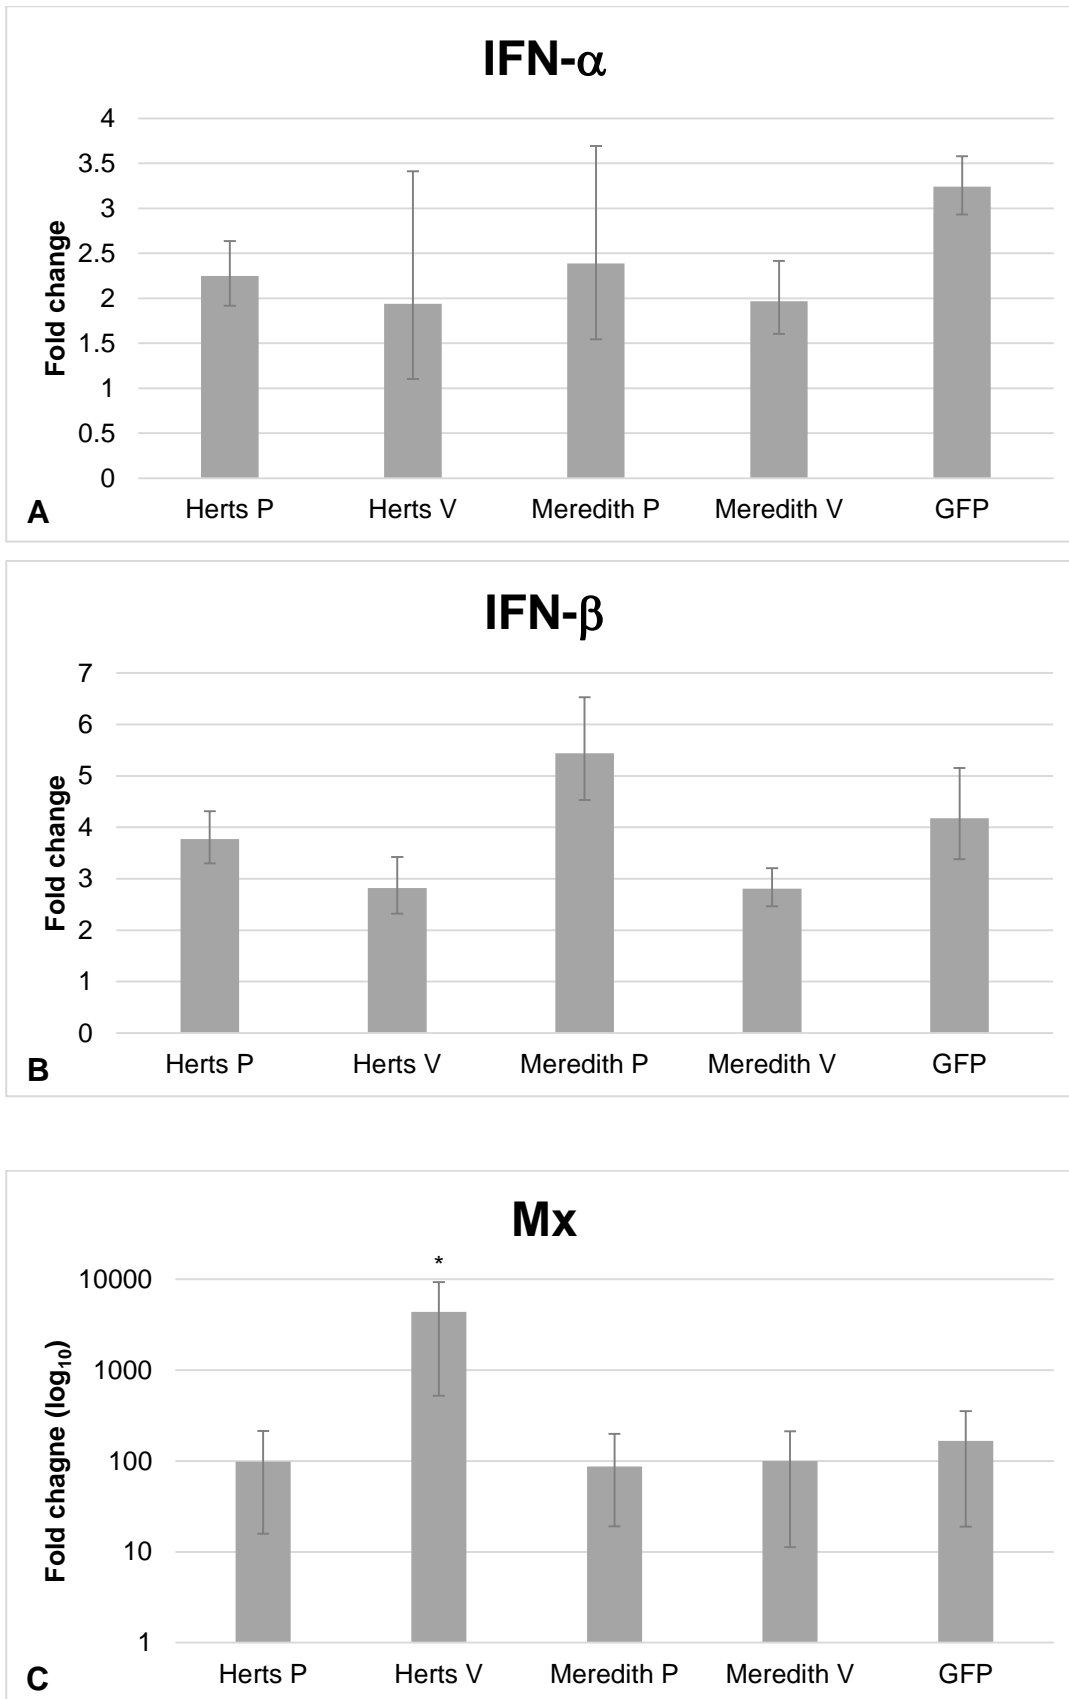 IFN-α
4
3.5
3
2.5
2
1.5
1
0.5
0
Fold change
Herts P Herts V Meredith P Meredith V GFP
A
IFN-β
7
6
5
4
3
2
1
0
Fold change
Herts P Herts V Meredith P Meredith V GFP
B
Mx
*
10000
1000
100
10
1
Fold chagne (log₁₀)
Herts P Herts V Meredith P Meredith V GFP
C